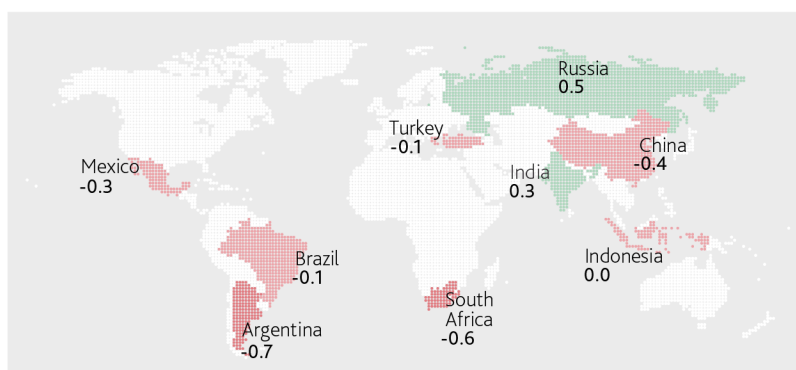 Russia
0.5
Turkey
-0.1
China
-0.4
Mexico
-0.3
India
0.3
Brazil
-0.1
Indonesia
0.0
South
Africa
-0.6
Argentina
-0.7